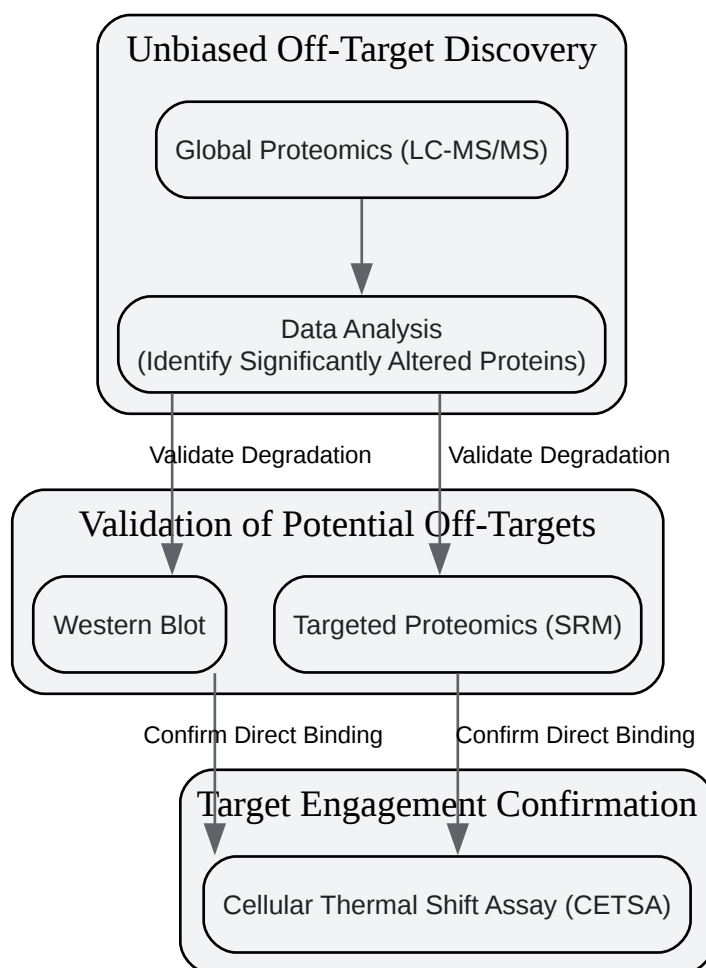 Unbiased Off-Target Discovery
Global Proteomics (LC-MS/MS)
Data Analysis
(Identify Significantly Altered Proteins)
Validate Degradation
Validate Degradation
Validation of Potential Off-Targets
Western Blot
Targeted Proteomics (SRM)
Confirm Direct Binding
Confirm Direct Binding
Target Engagement Confirmation
Cellular Thermal Shift Assay (CETSA)